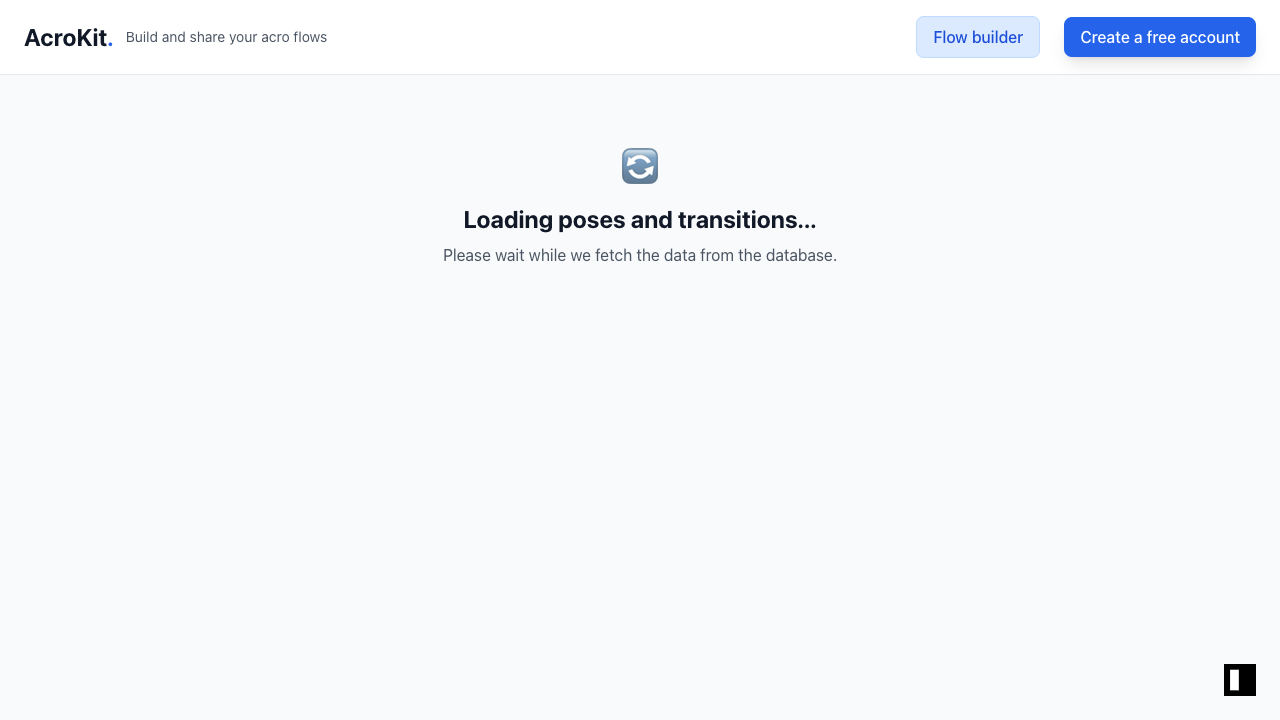 AcroKit.
Build and share your acro flows
Flow builder
Create a free account
Loading poses and transitions...
Please wait while we fetch the data from the database.